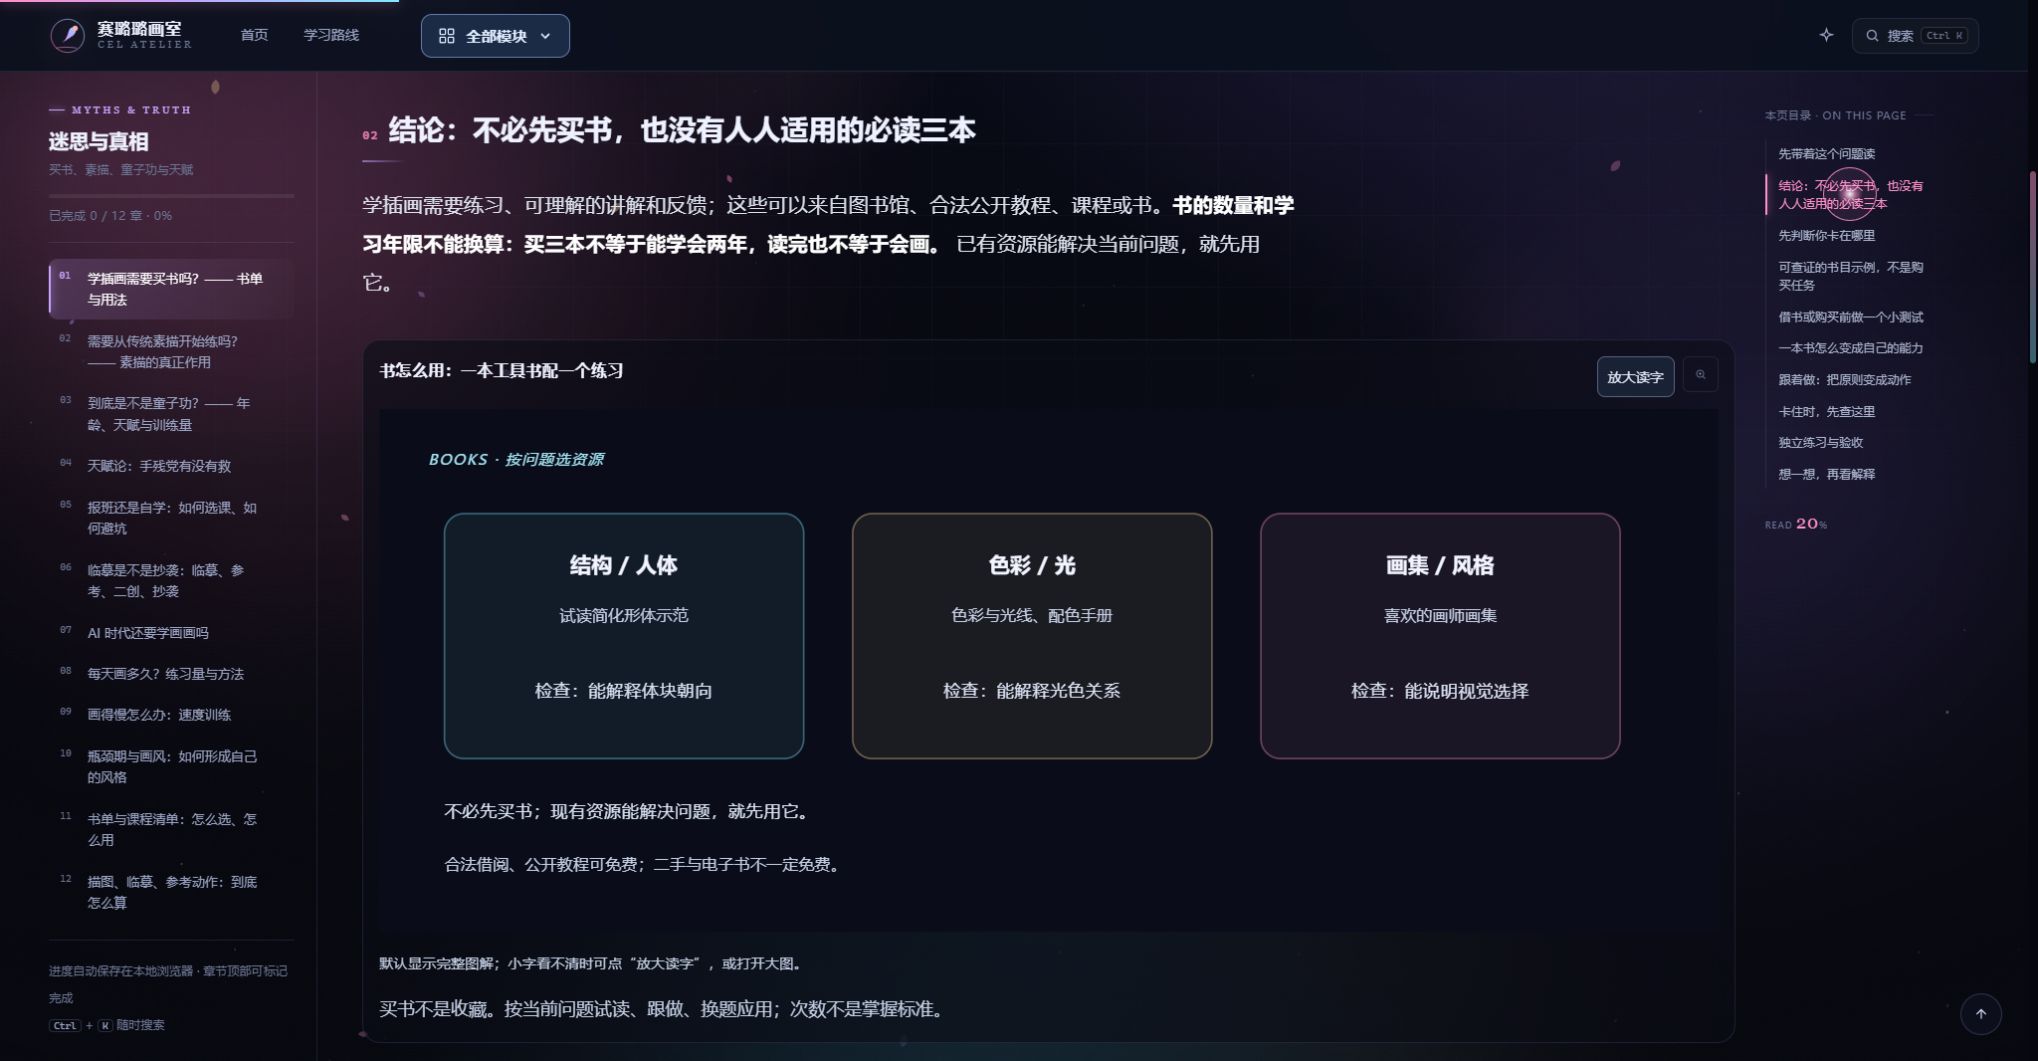 赛璐璐画室
CEL ATELIER
首页
学习路线
全部模块
搜索 Ctrl K
MYTHS & TRUTH
迷思与真相
买书、素描、童子功与天赋
已完成 0 / 12 章 · 0%
01 学插画需要买书吗？—— 书单
与用法
02 需要从传统素描开始练吗？
—— 素描的真正作用
03 到底是不是童子功？—— 年
龄、天赋与训练量
04 天赋论：手残党有没有救
05 报班还是自学：如何选课、如
何避坑
06 临摹是不是抄袭：临摹、参
考、二创、抄袭
07 AI 时代还要学画画吗
08 每天画多久？练习量与方法
09 画得慢怎么办：速度训练
10 瓶颈期与画风：如何形成自己
的风格
11 书单与课程清单：怎么选、怎
么用
12 描图、临摹、参考动作：到底
怎么算
进度自动保存在本地浏览器 · 章节顶部可标记
完成
Ctrl + K 随时搜索
02 结论：不必先买书，也没有人人适用的必读三本
学插画需要练习、可理解的讲解和反馈；这些可以来自图书馆、合法公开教程、课程或书。书的数量和学
习年限不能换算：买三本不等于能学会两年，读完也不等于会画。 已有资源能解决当前问题，就先用
它。
书怎么用：一本工具书配一个练习
放大读字
BOOKS · 按问题选资源
结构 / 人体
试读简化形体示范
检查：能解释体块朝向
色彩 / 光
色彩与光线、配色手册
检查：能解释光色关系
画集 / 风格
喜欢的画师画集
检查：能说明视觉选择
不必先买书；现有资源能解决问题，就先用它。
合法借阅、公开教程可免费；二手与电子书不一定免费。
默认显示完整图解；小字看不清时可点“放大读字”，或打开大图。
买书不是收藏。按当前问题试读、跟做、换题应用；次数不是掌握标准。
本页目录 · ON THIS PAGE
先带着这个问题读
结论：不必先买书，也没有
人人适用的必读三本
先判断你卡在哪里
可查证的书目示例，不是购
买任务
借书或购买前做一个小测试
一本书怎么变成自己的能力
跟着做：把原则变成动作
卡住时，先查这里
独立练习与验收
想一想，再看解释
READ 20%